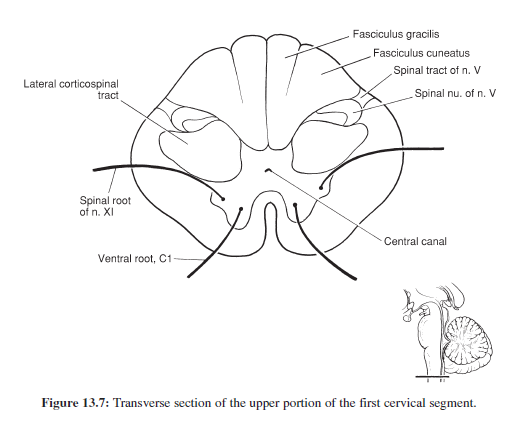 Fasciculus gracilis
Fasciculus cuneatus
Spinal tract of n. V
Spinal nu. of n. V
Lateral corticospinal
tract
Spinal root
of n. XI
Ventral root, C1
Central canal
Figure 13.7: Transverse section of the upper portion of the first cervical segment.